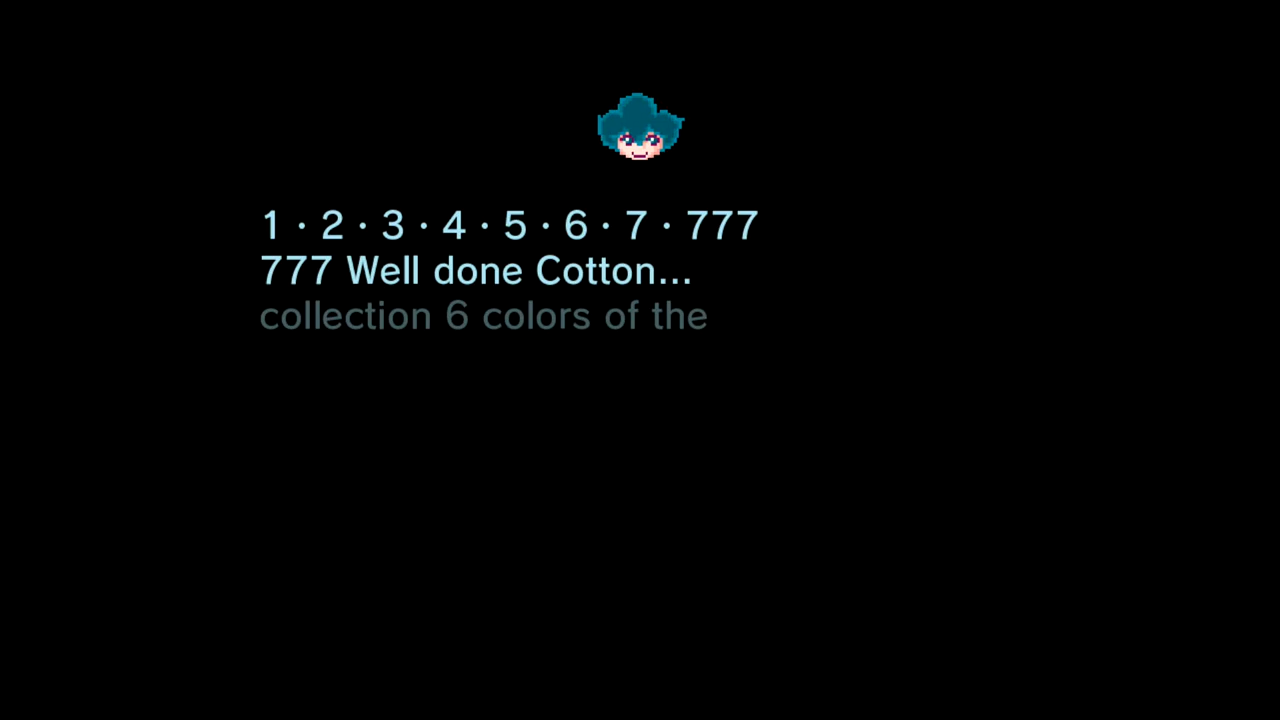 1・2・3・4・5・6・7・777
777 Well done Cotton...
collection 6 colors of the